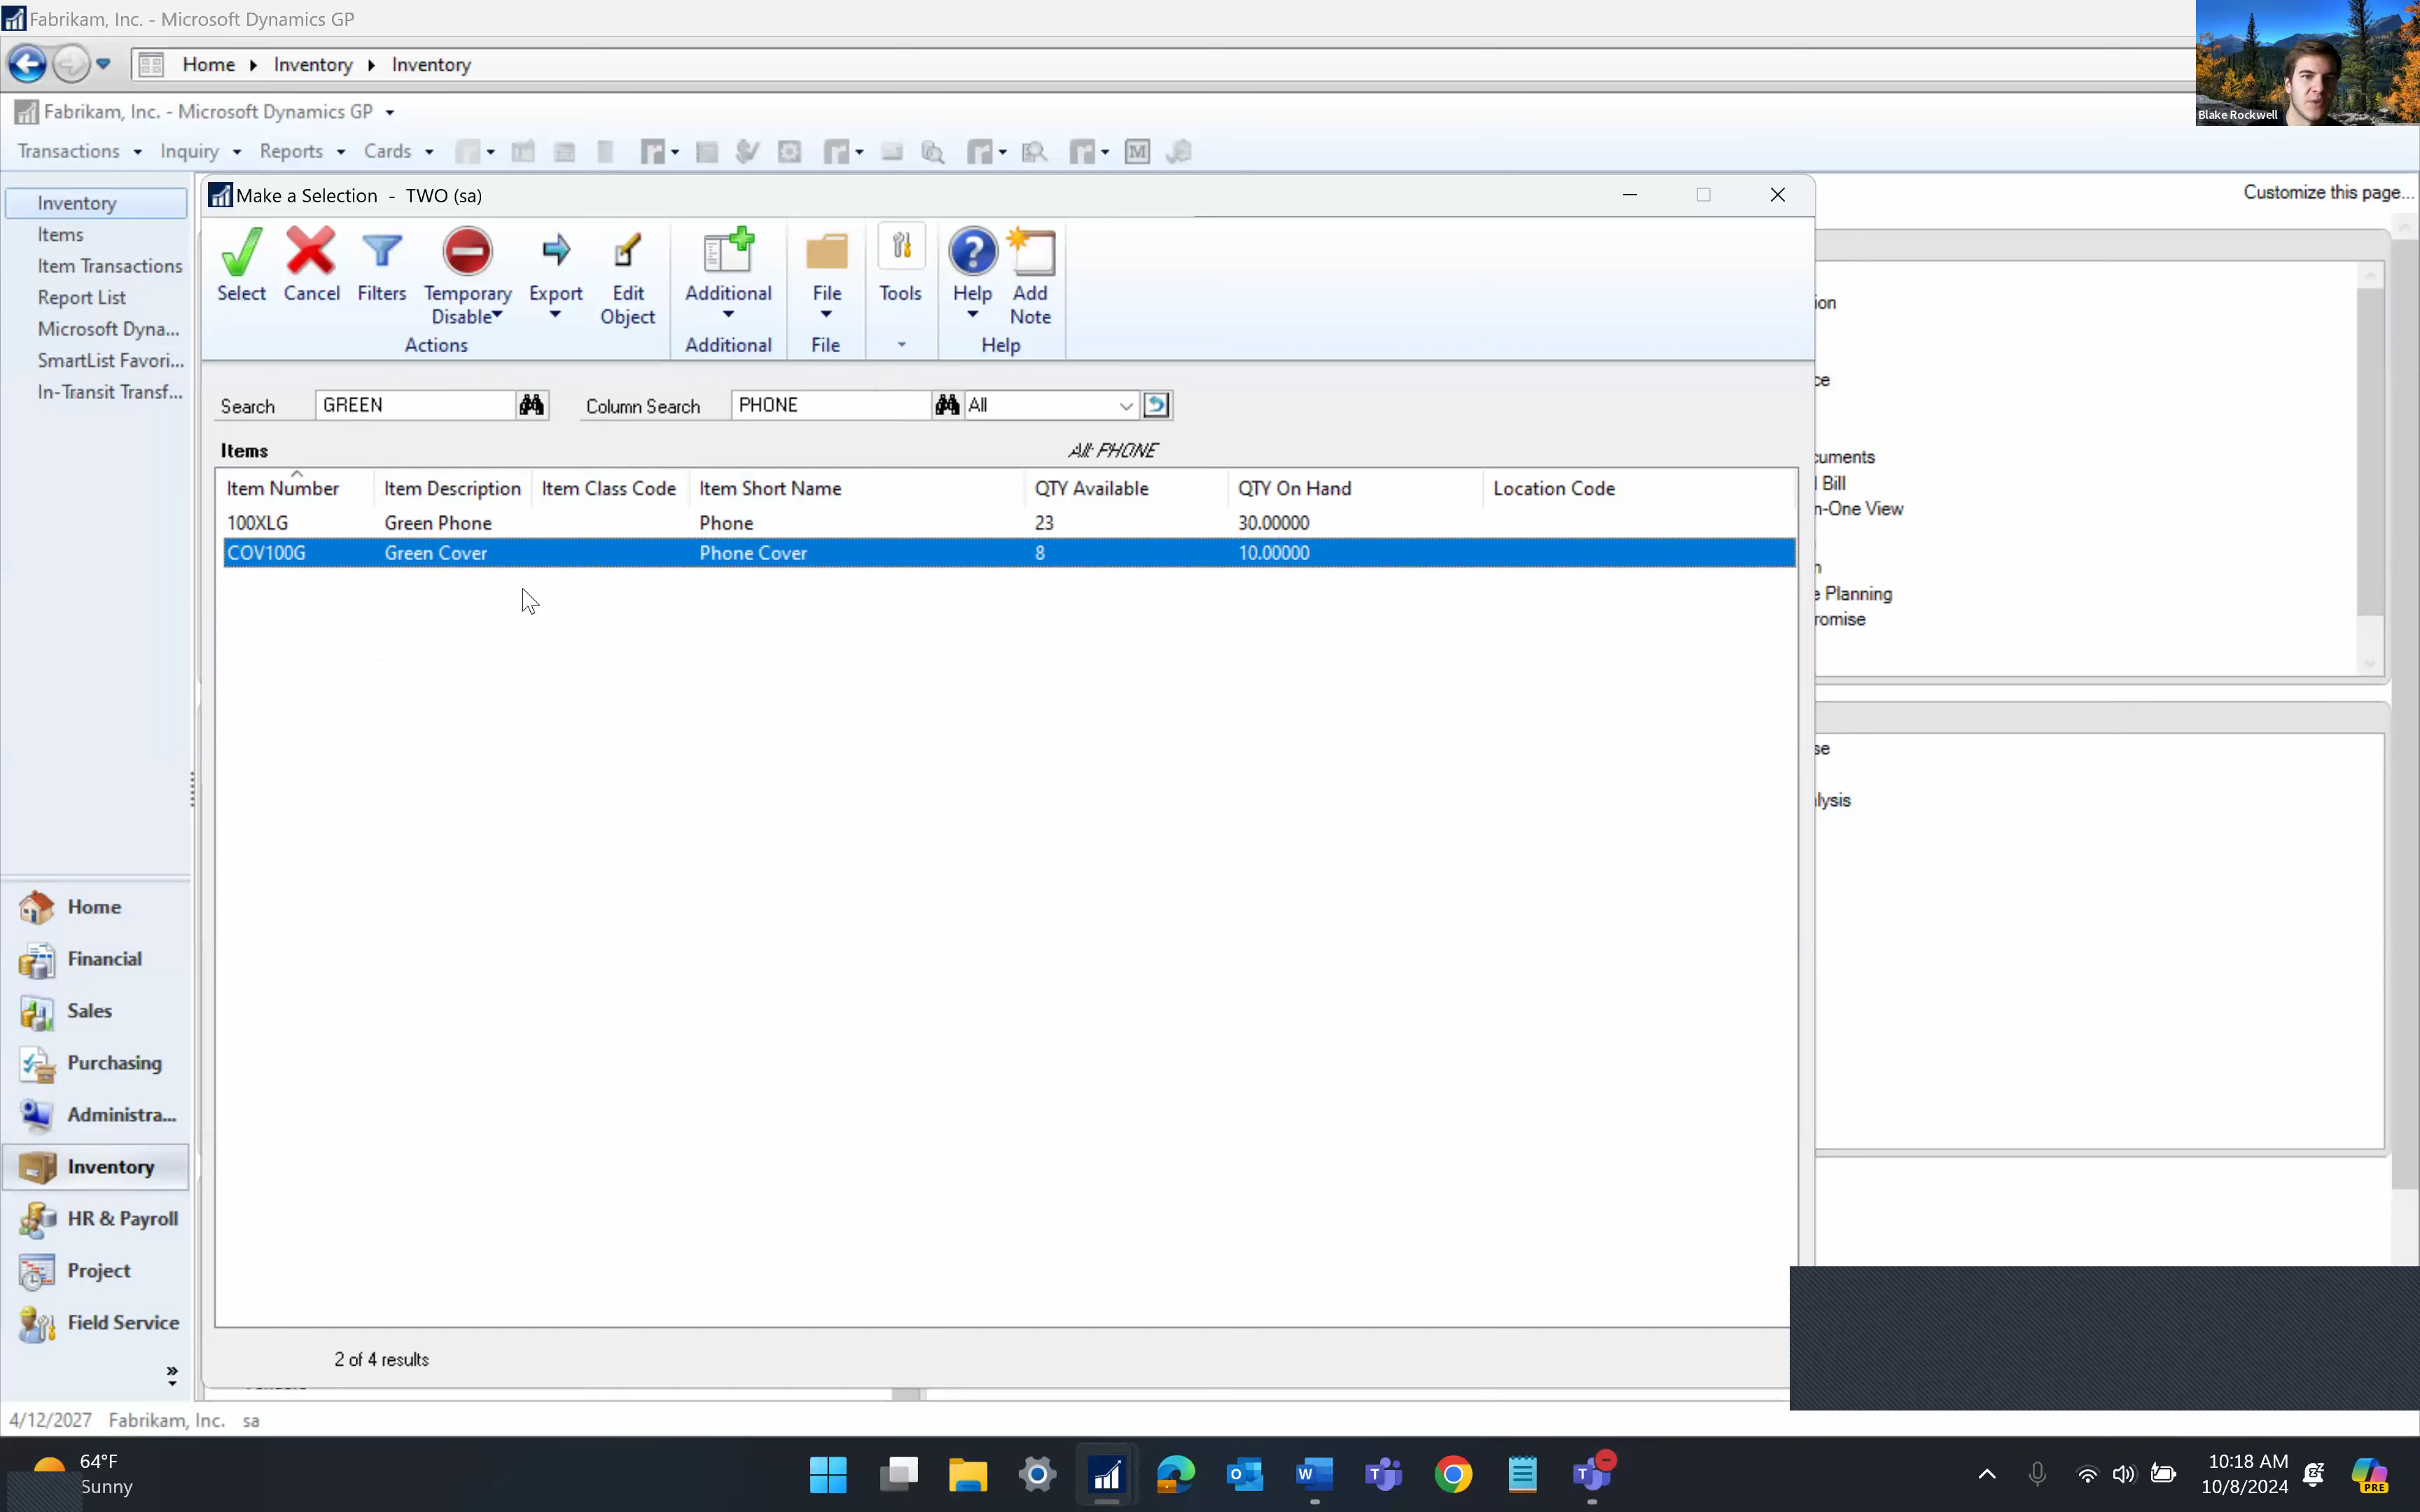 Fabrikam, Inc. - Microsoft Dynamics GP
Home Inventory Inventory
Blake Rockwell
Fabrikam, Inc. - Microsoft Dynamics GP
Transactions Inquiry Reports Cards
Customize this page...
Inventory
Items
Item Transactions
Report List
Microsoft Dyna...
SmartList Favori...
In-Transit Transf...
Make a Selection - TWO (sa)
Select Cancel Filters Temporary Disable Export Edit Object Additional File Tools Help Add Note
Actions Additional File Help
Search GREEN Column Search PHONE All
Items All: PHONE
Item Number Item Description Item Class Code Item Short Name QTY Available QTY On Hand Location Code
100XLG Green Phone Phone 23 30.00000
COV100G Green Cover Phone Cover 8 10.00000
2 of 4 results
ion
ce
cuments
l Bill
n-One View
n
e Planning
romise
se
lysis
Home
Financial
Sales
Purchasing
Administra...
Inventory
HR & Payroll
Project
Field Service
4/12/2027 Fabrikam, Inc. sa
64°F
Sunny
10:18 AM
10/8/2024
PRE